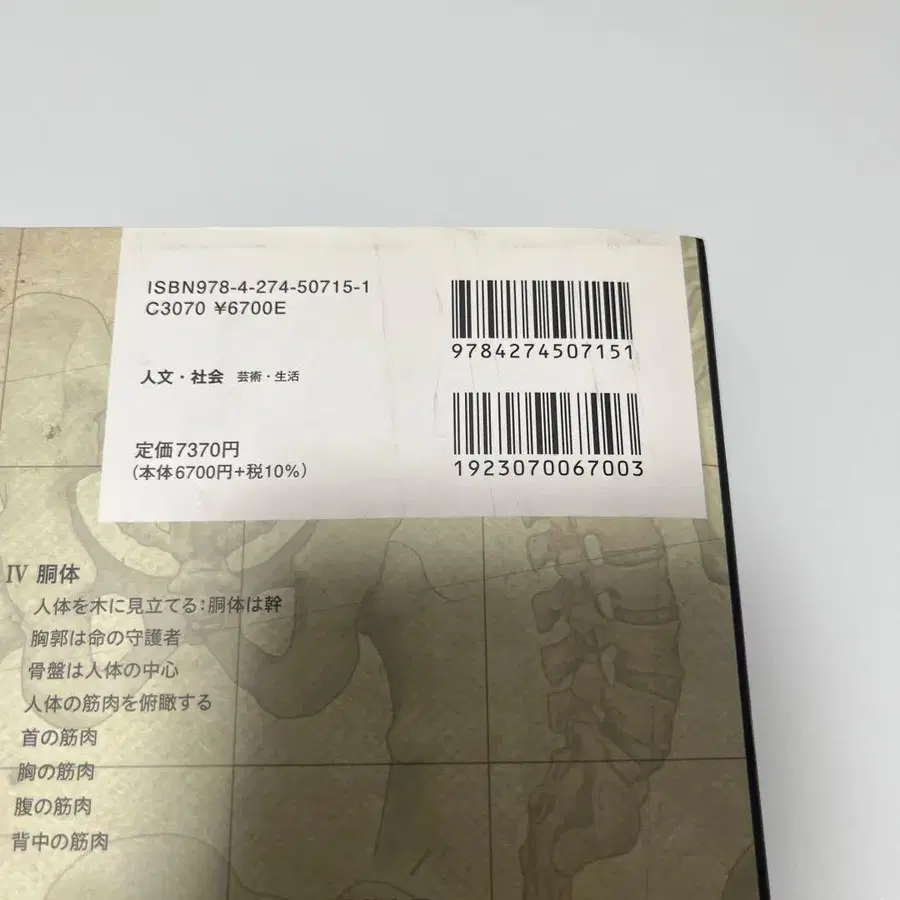 ISBN978-4-274-50715-1
C3070 ¥6700E
9784274507151
人文・社会 芸術・生活
定価7370円
(本体6700円+税10%)
1923070067003
IV 胴体
人体を木に見立てる:胴体は幹
胸郭は命の守護者
骨盤は人体の中心
人体の筋肉を俯瞰する
首の筋肉
胸の筋肉
腹の筋肉
背中の筋肉